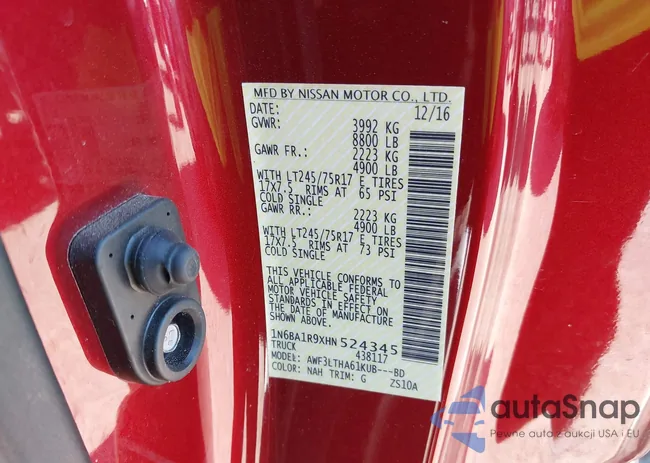 MFD BY NISSAN MOTOR CO., LTD.
DATE: 12/16
GVWR: 3992 KG
8800 LB
GAWR FR.: 2223 KG
4900 LB
WITH LT245/75R17 E TIRES
17X7.5 RIMS AT 65 PSI
COLD SINGLE
GAWR RR.: 2223 KG
4900 LB
WITH LT245/75R17 E TIRES
17X7.5 RIMS AT 73 PSI
COLD SINGLE
THIS VEHICLE CONFORMS TO
ALL APPLICABLE FEDERAL
MOTOR VEHICLE SAFETY
STANDARDS IN EFFECT ON
THE DATE OF MANUFACTURE
SHOWN ABOVE.
1N6BA1R9XHN524345
TRUCK 438117
MODEL: AWF3LTHA61KUB---BD
COLOR: NAH TRIM: G ZS10A
autaSnap
Pewne auto z aukcji USA i EU